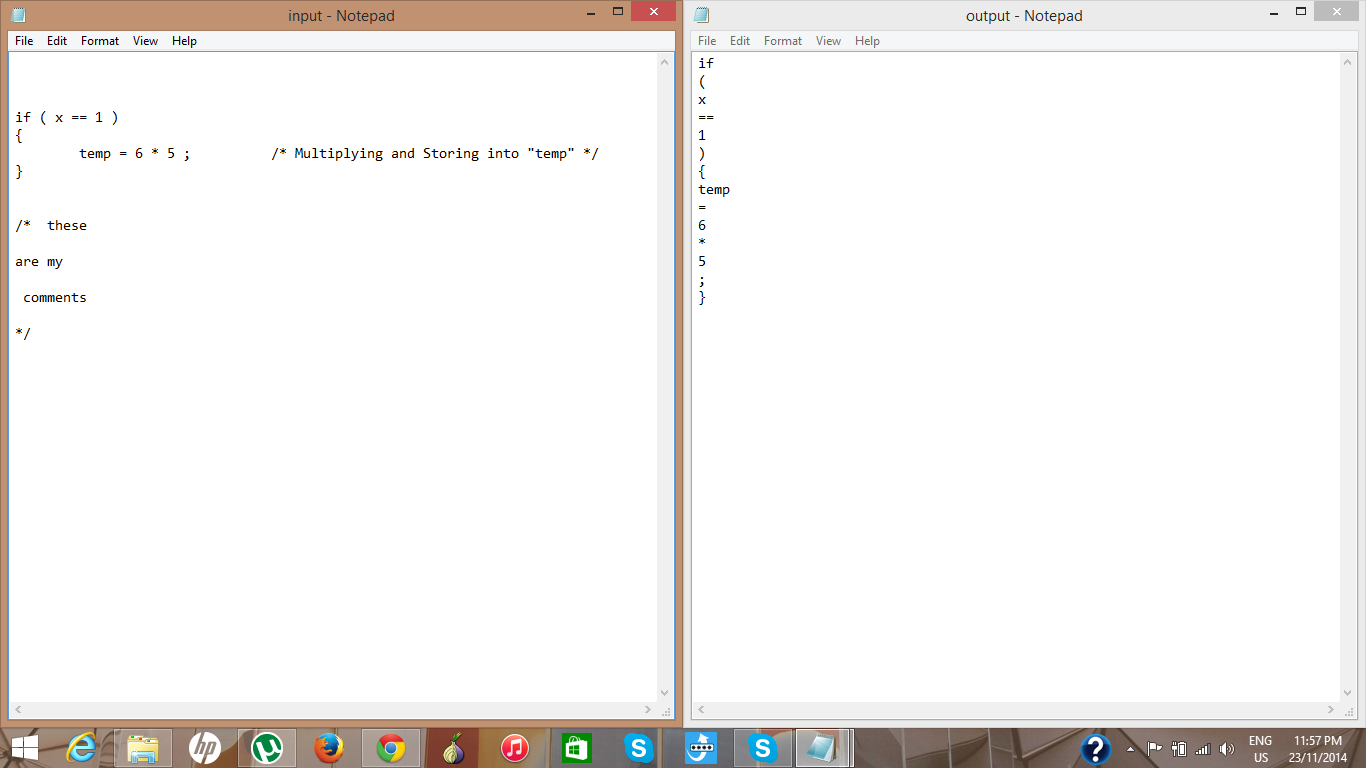 input - Notepad
File Edit Format View Help
if ( x == 1 )
{
temp = 6 * 5 ; /* Multiplying and Storing into "temp" */
}
/* these
are my
comments
*/
output - Notepad
File Edit Format View Help
if
(
x
==
1
)
{
temp
=
6
*
5
;
}
hp
ENG
US
11:57 PM
23/11/2014